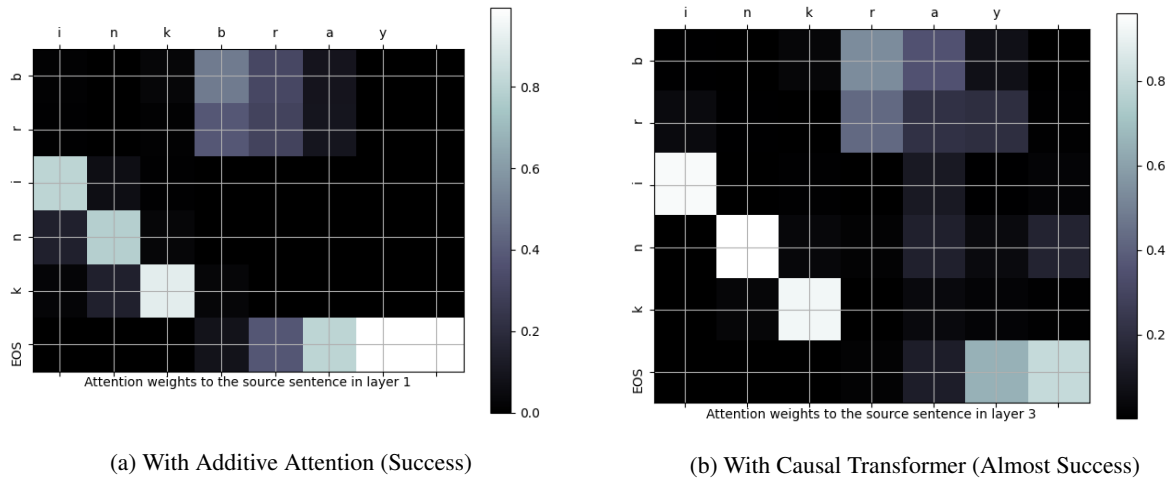 i n k b r a y
b
r
i
n
k
EOS
0.8
0.6
0.4
0.2
0.0
Attention weights to the source sentence in layer 1
(a) With Additive Attention (Success)
i n k r a y
b
r
i
n
k
EOS
0.8
0.6
0.4
0.2
Attention weights to the source sentence in layer 3
(b) With Causal Transformer (Almost Success)